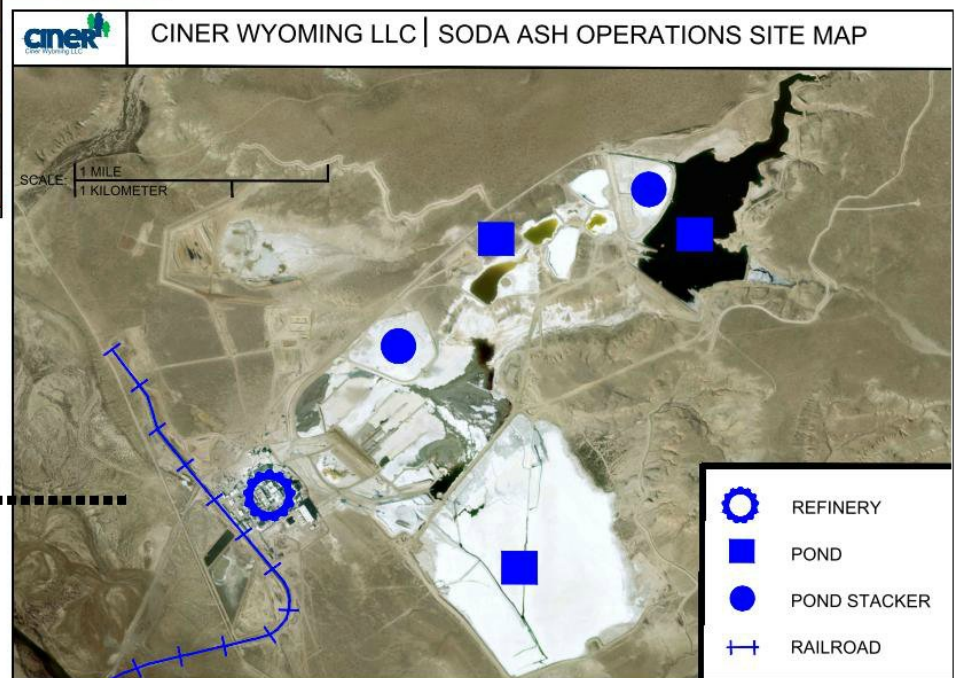 cıner
Ciner Wyoming LLC
CINER WYOMING LLC | SODA ASH OPERATIONS SITE MAP
SCALE:
1 MILE
1 KILOMETER
REFINERY
POND
POND STACKER
RAILROAD